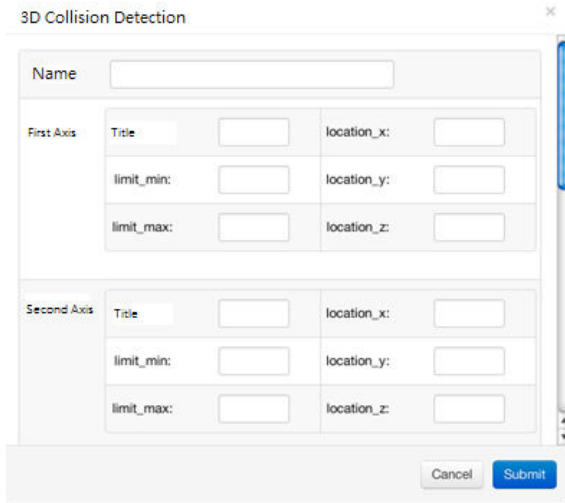 3D Collision Detection ×
Name
First Axis Title location_x:
limit_min: location_y:
limit_max: location_z:
Second Axis Title location_x:
limit_min: location_y:
limit_max: location_z:
Cancel Submit